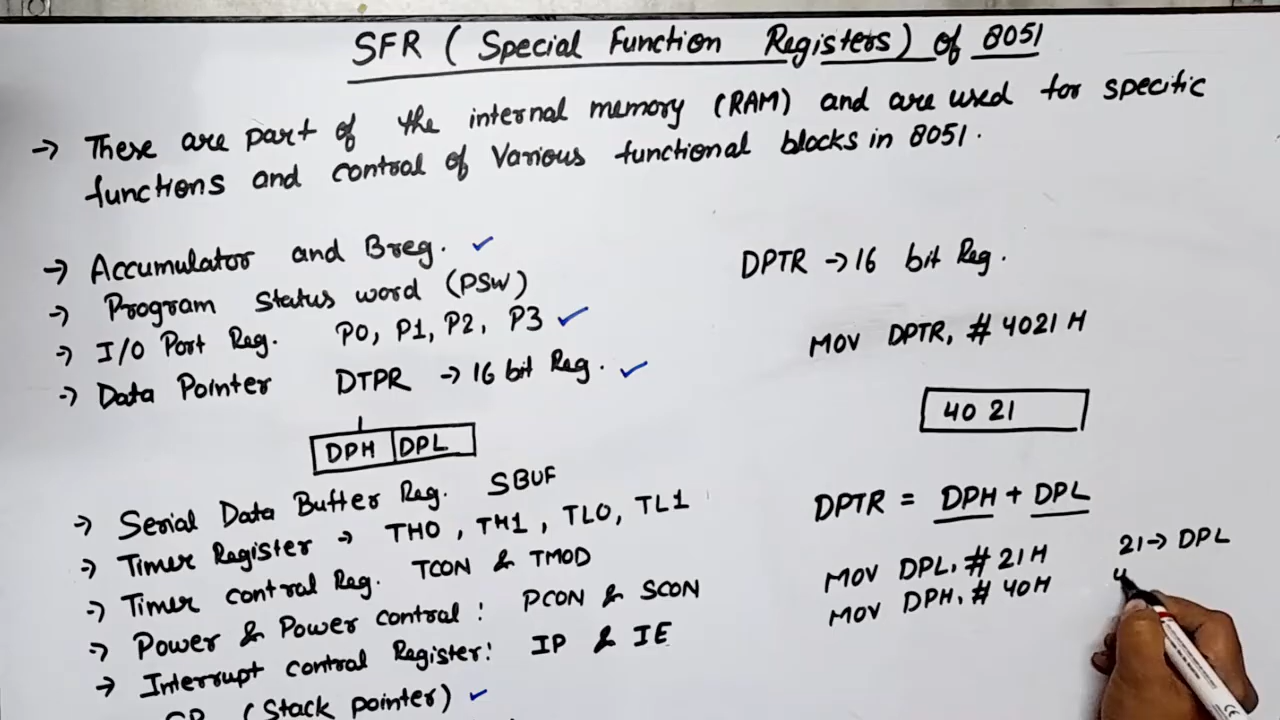 SFR ( Special Function Registers) of 8051
→ These are part of the internal memory (RAM) and are used for specific
functions and control of Various functional blocks in 8051.
→ Accumulator and B reg. ✓
→ Program Status word (PSW)
→ I/O Port Reg. P0, P1, P2, P3 ✓
→ Data Pointer DTPR → 16 bit Reg. ✓
DPH DPL
→ Serial Data Buffer Reg. SBUF
→ Timer Register → TH0, TH1, TL0, TL1
→ Timer control Reg. TCON & TMOD
→ Power & Power control : PCON & SCON
→ Interrupt control Register: IP & IE
SP (Stack pointer) ✓
DPTR → 16 bit Reg.
MOV DPTR, # 4021 H
40 21
DPTR = DPH + DPL
MOV DPL, # 21 H
MOV DPH, # 40H
21 → DPL
4